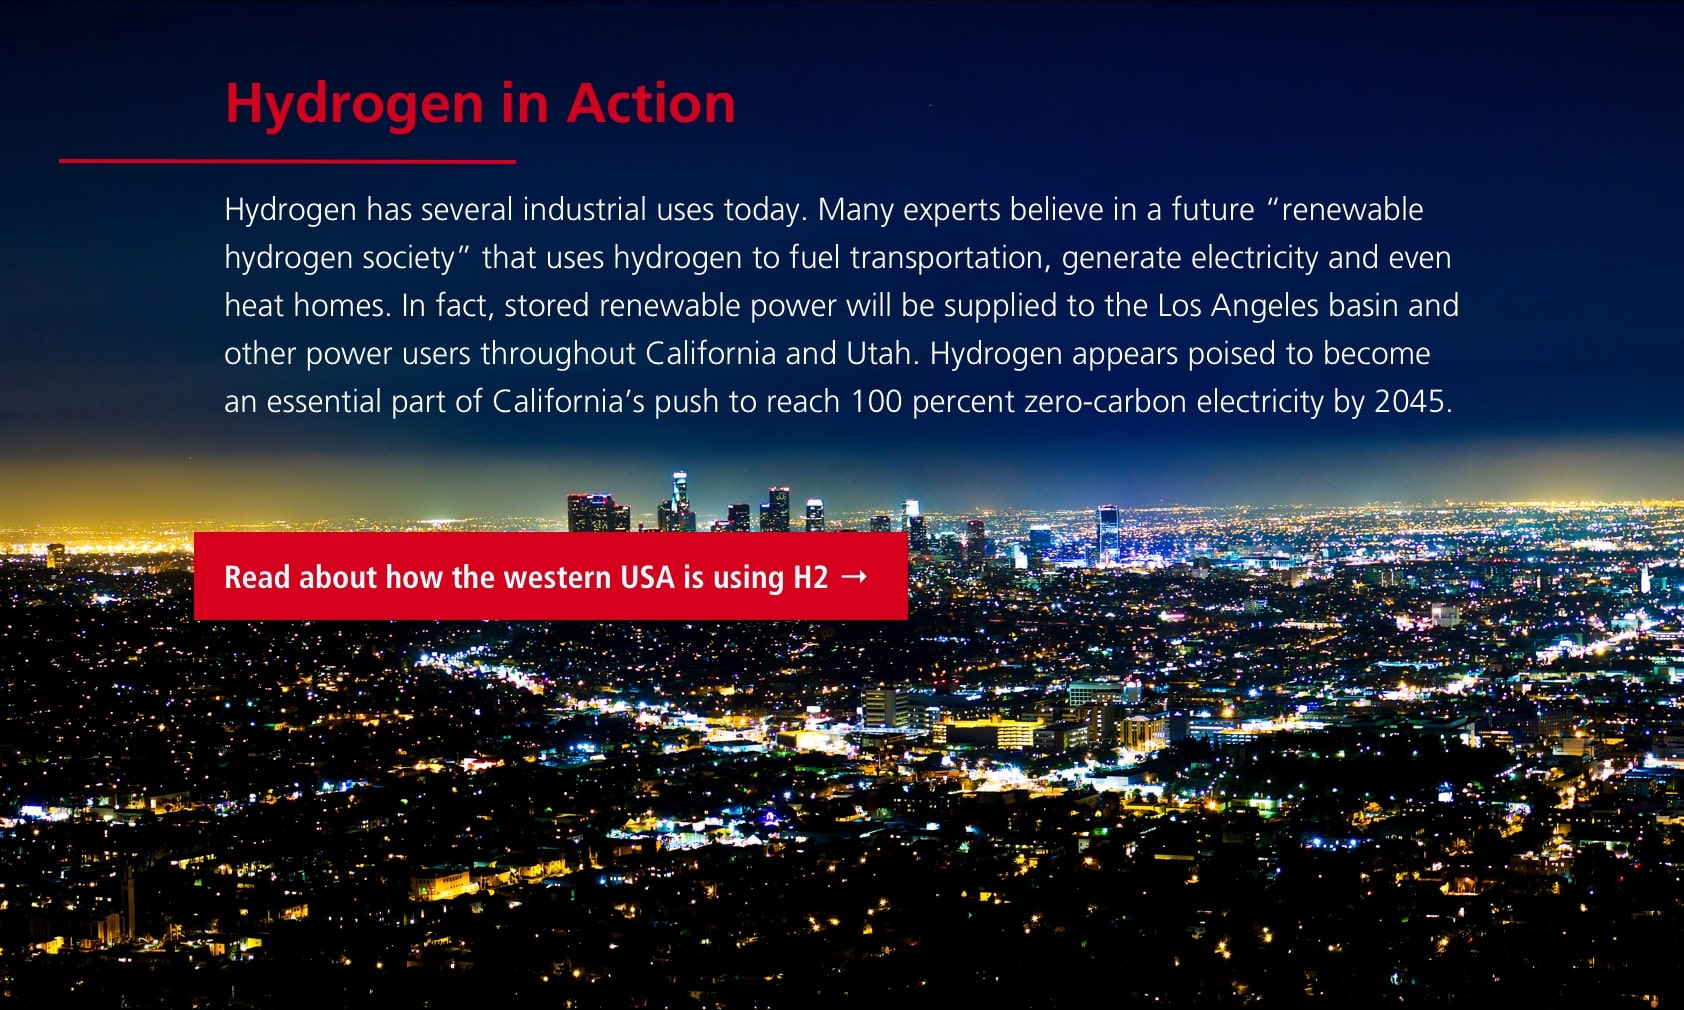 Hydrogen in Action
Hydrogen has several industrial uses today. Many experts believe in a future “renewable
hydrogen society” that uses hydrogen to fuel transportation, generate electricity and even
heat homes. In fact, stored renewable power will be supplied to the Los Angeles basin and
other power users throughout California and Utah. Hydrogen appears poised to become
an essential part of California’s push to reach 100 percent zero-carbon electricity by 2045.
Read about how the western USA is using H2 →